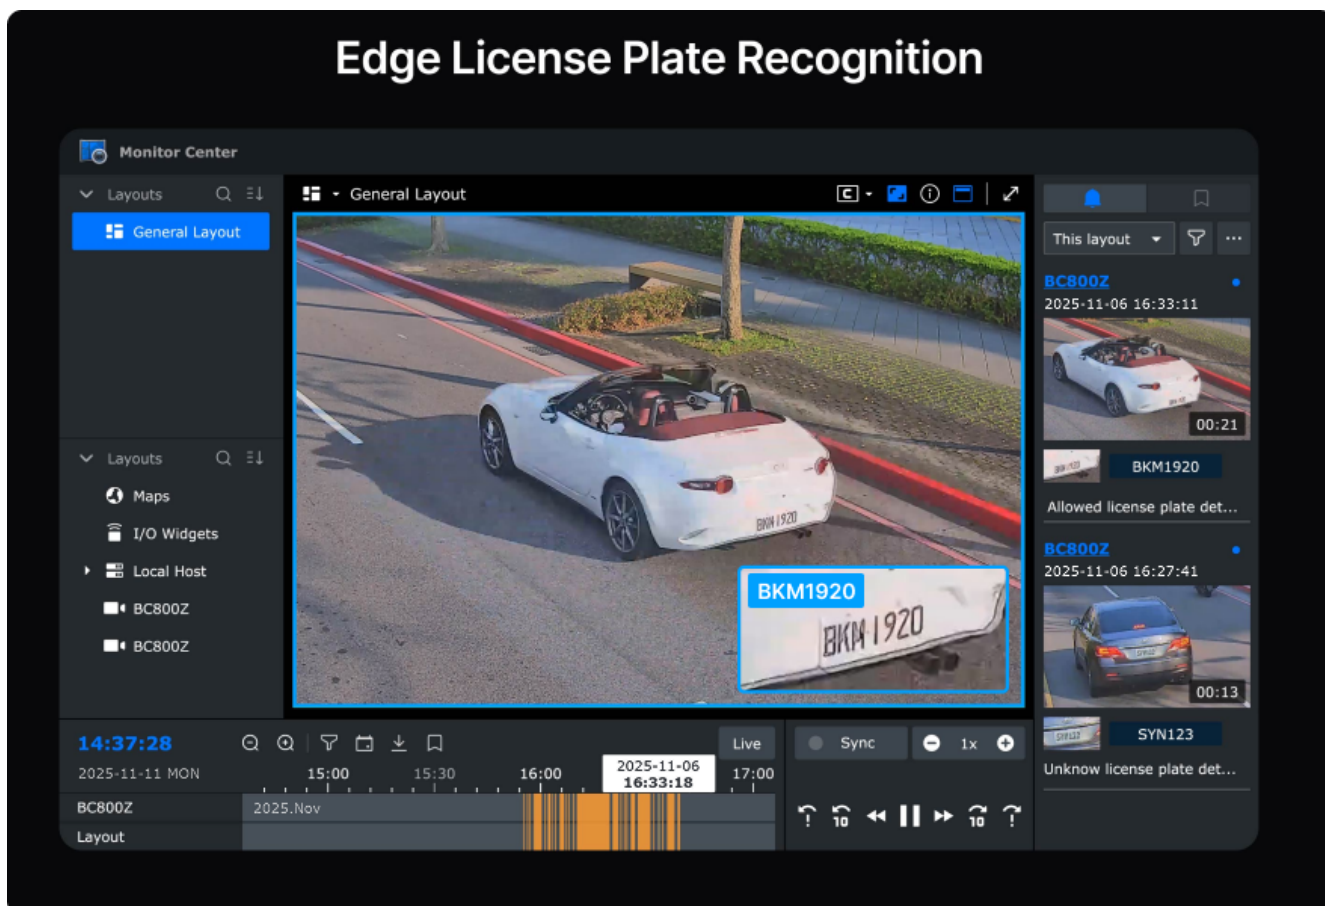 Edge License Plate Recognition
Monitor Center
Layouts
General Layout
Layouts
Maps
I/O Widgets
Local Host
BC800Z
BC800Z
General Layout
C
BKM1920
BKM1920
BKM1920
This layout
BC800Z
2025-11-06 16:33:11
00:21
BKM1920
Allowed license plate det...
BC800Z
2025-11-06 16:27:41
00:13
SYN123
Unknow license plate det...
14:37:28
2025-11-11 MON
Live
15:00 15:30 16:00 17:00
2025-11-06
16:33:18
BC800Z
2025.Nov
Layout
Sync
1x
10
10